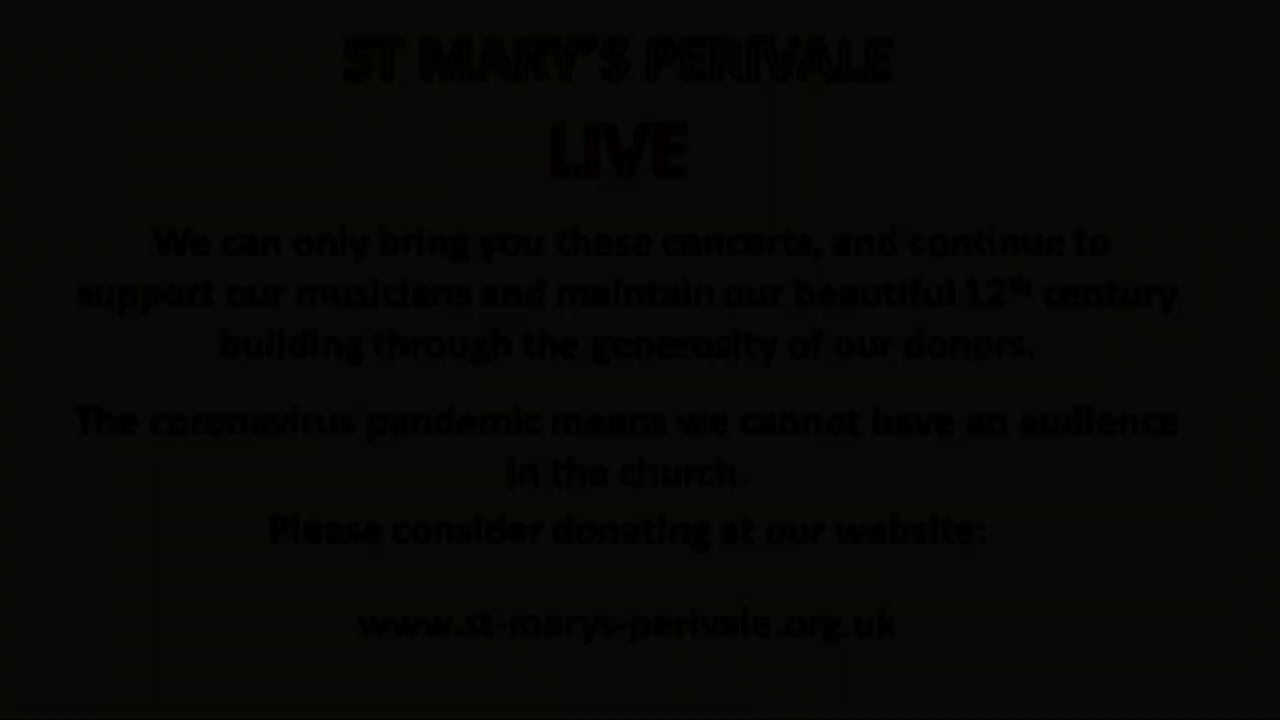 ST MARY'S PERIVALE
LIVE
We can only bring you these concerts, and continue to
support our musicians and maintain our beautiful 12th century
building through the generosity of our donors.
The coronavirus pandemic means we cannot have an audience
in the church.
Please consider donating at our website:
www.st-marys-perivale.org.uk